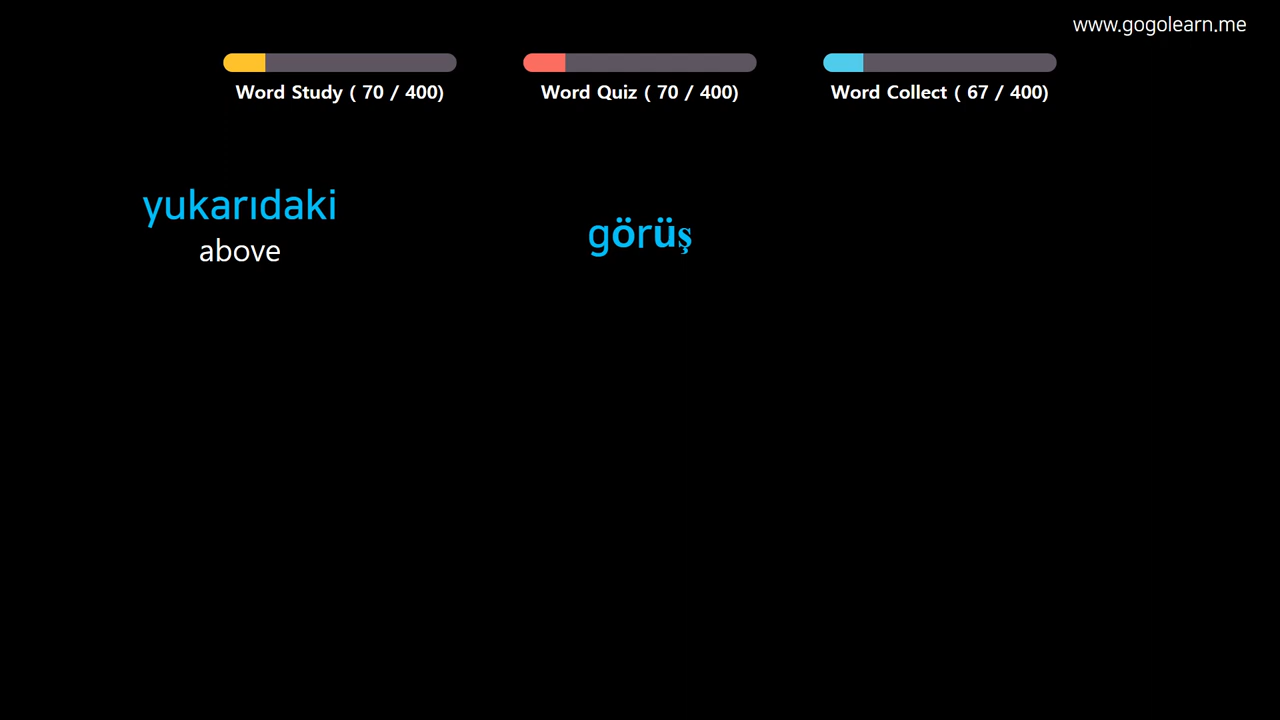 www.gogolearn.me
Word Study ( 70 / 400)
Word Quiz ( 70 / 400)
Word Collect ( 67 / 400)
yukarıdaki
above
görüş